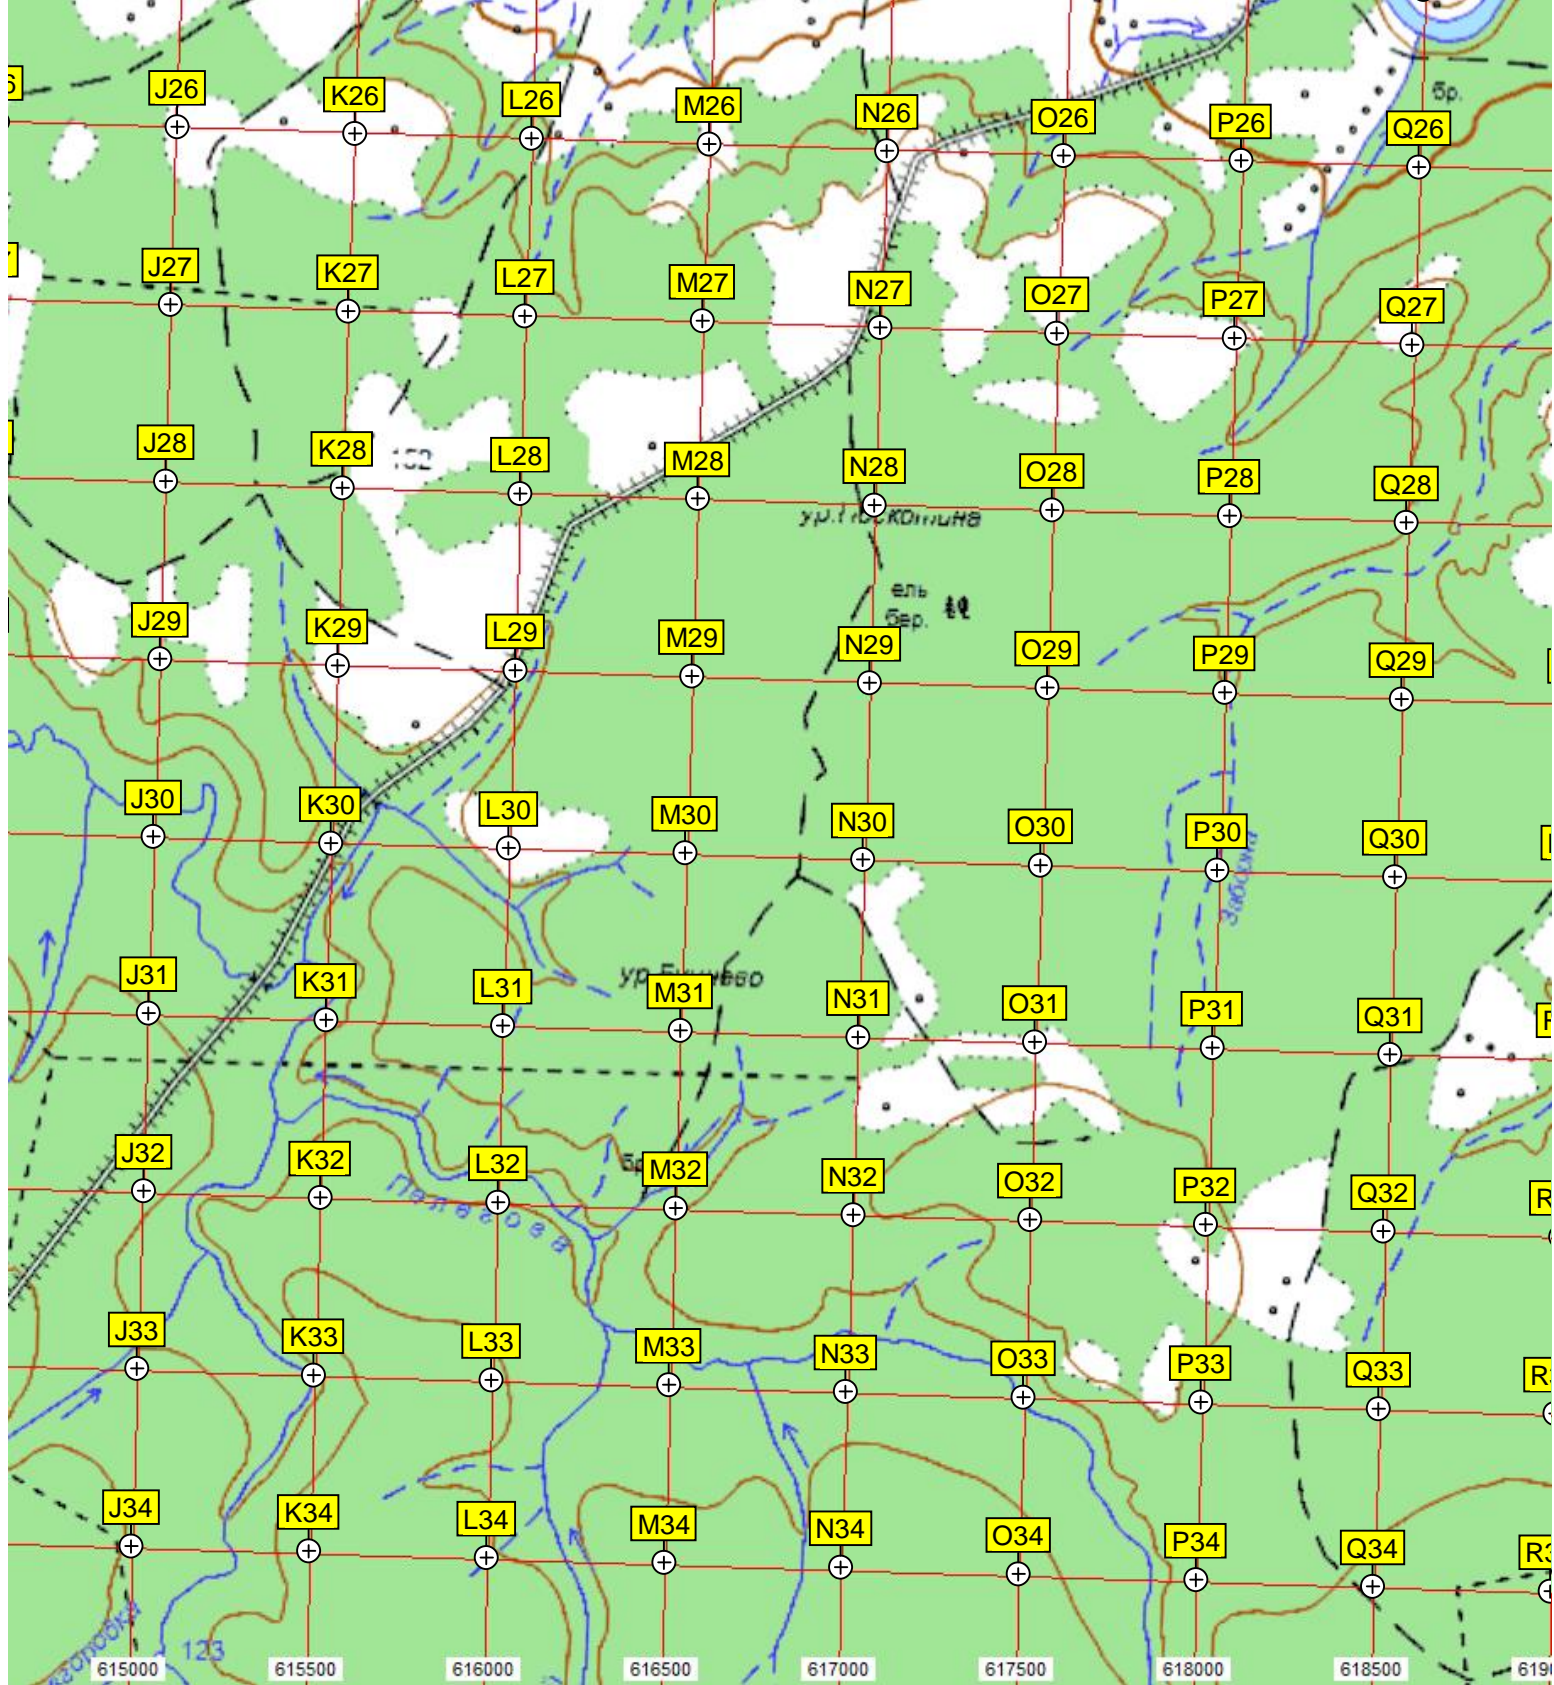 J26 K26 L26 M26 N26 O26 P26 Q26
бр.
J27 K27 L27 M27 N27 O27 P27 Q27
J28 K28 L28 M28 N28 O28 P28 Q28
152
ур.
ель
бер.
J29 K29 L29 M29 N29 O29 P29 Q29
J30 K30 L30 M30 N30 O30 P30 Q30
ур.
J31 K31 L31 M31 N31 O31 P31 Q31
J32 K32 L32 M32 N32 O32 P32 Q32
J33 K33 L33 M33 N33 O33 P33 Q33
J34 K34 L34 M34 N34 O34 P34 Q34
123
615000 615500 616000 616500 617000 617500 618000 618500